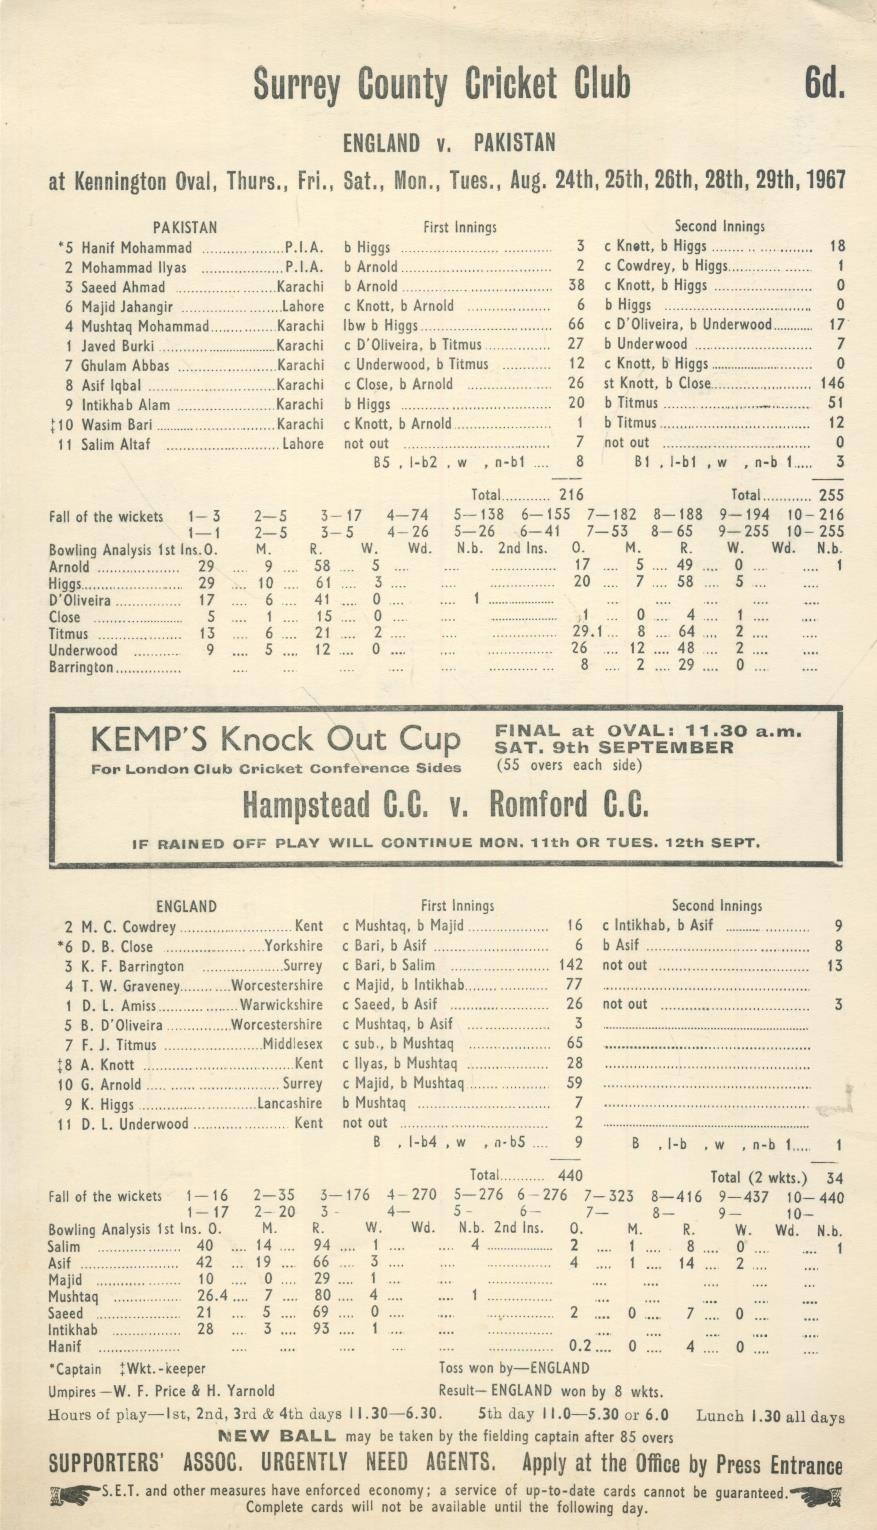 Surrey County Cricket Club 6d.
ENGLAND v. PAKISTAN
at Kennington Oval, Thurs., Fri., Sat., Mon., Tues., Aug. 24th, 25th, 26th, 28th, 29th, 1967
PAKISTAN First Innings Second Innings
*5 Hanif Mohammad ........ P.I.A. b Higgs ........ 3 c Knott, b Higgs ........ 18
2 Mohammad Ilyas ........ P.I.A. b Arnold ........ 2 c Cowdrey, b Higgs ........ 1
3 Saeed Ahmad ........ Karachi b Arnold ........ 38 c Knott, b Higgs ........ 0
6 Majid Jahangir ........ Lahore c Knott, b Arnold ........ 6 b Higgs ........ 0
4 Mushtaq Mohammad ........ Karachi lbw b Higgs ........ 66 c D'Oliveira, b Underwood ........ 17
1 Javed Burki ........ Karachi c D'Oliveira, b Titmus ........ 27 b Underwood ........ 7
7 Ghulam Abbas ........ Karachi c Underwood, b Titmus ........ 12 c Knott, b Higgs ........ 0
8 Asif Iqbal ........ Karachi c Close, b Arnold ........ 26 st Knott, b Close ........ 146
9 Intikhab Alam ........ Karachi b Higgs ........ 20 b Titmus ........ 51
‡10 Wasim Bari ........ Karachi c Knott, b Arnold ........ 1 b Titmus ........ 12
11 Salim Altaf ........ Lahore not out ........ 7 not out ........ 0
B5 , l-b2 , w , n-b1 .... 8 B1 , l-b1 , w , n-b 1..... 3
Total........... 216 Total............ 255
Fall of the wickets 1—3 2—5 3—17 4—74 5—138 6—155 7—182 8—188 9—194 10—216
1—1 2—5 3—5 4—26 5—26 6—41 7—53 8—65 9—255 10—255
Bowling Analysis 1st Ins. O. M. R. W. Wd. N.b. 2nd Ins. O. M. R. W. Wd. N.b.
Arnold ........ 29 .... 9 .... 58 .... 5 .... .... ........ 17 .... 5 .... 49 .... 0 .... .... 1
Higgs ........ 29 .... 10 .... 61 .... 3 .... .... ........ 20 .... 7 .... 58 .... 5 .... ....
D'Oliveira ........ 17 .... 6 .... 41 .... 0 .... .... 1 ........ .... .... .... .... ....
Close ........ 5 .... 1 .... 15 .... 0 .... .... ........ 1 .... 0 .... 4 .... 1 .... ....
Titmus ........ 13 .... 6 .... 21 .... 2 .... .... ........ 29.1 .... 8 .... 64 .... 2 .... ....
Underwood ........ 9 .... 5 .... 12 .... 0 .... .... ........ 26 .... 12 .... 48 .... 2 .... ....
Barrington ........ .... .... .... .... .... ........ 8 .... 2 .... 29 .... 0 .... ....
KEMP'S Knock Out Cup FINAL at OVAL: 11.30 a.m.
SAT. 9th SEPTEMBER
For London Club Cricket Conference Sides (55 overs each side)
Hampstead C.C. v. Romford C.C.
IF RAINED OFF PLAY WILL CONTINUE MON. 11th OR TUES. 12th SEPT.
ENGLAND First Innings Second Innings
2 M. C. Cowdrey ........ Kent c Mushtaq, b Majid ........ 16 c Intikhab, b Asif ........ 9
*6 D. B. Close ........ Yorkshire c Bari, b Asif ........ 6 b Asif ........ 8
3 K. F. Barrington ........ Surrey c Bari, b Salim ........ 142 not out ........ 13
4 T. W. Graveney ........ Worcestershire c Majid, b Intikhab ........ 77 ........
1 D. L. Amiss ........ Warwickshire c Saeed, b Asif ........ 26 not out ........ 3
5 B. D'Oliveira ........ Worcestershire c Mushtaq, b Asif ........ 3 ........
7 F. J. Titmus ........ Middlesex c sub., b Mushtaq ........ 65 ........
‡8 A. Knott ........ Kent c Ilyas, b Mushtaq ........ 28 ........
10 G. Arnold ........ Surrey c Majid, b Mushtaq ........ 59 ........
9 K. Higgs ........ Lancashire b Mushtaq ........ 7 ........
11 D. L. Underwood ........ Kent not out ........ 2 ........
B , l-b4 , w , n-b5 .... 9 B , l-b , w , n-b 1..... 1
Total........... 440 Total (2 wkts.) 34
Fall of the wickets 1—16 2—35 3—176 4—270 5—276 6—276 7—323 8—416 9—437 10—440
1—17 2—20 3- 4— 5- 6— 7— 8— 9— 10—
Bowling Analysis 1st Ins. O. M. R. W. Wd. N.b. 2nd Ins. O. M. R. W. Wd. N.b.
Salim ........ 40 .... 14 .... 94 .... 1 .... .... 4 ........ 2 .... 1 .... 8 .... 0 .... .... 1
Asif ........ 42 .... 19 .... 66 .... 3 .... .... ........ 4 .... 1 .... 14 .... 2 .... ....
Majid ........ 10 .... 0 .... 29 .... 1 .... .... ........ .... .... .... ....
Mushtaq ........ 26.4 .... 7 .... 80 .... 4 .... .... 1 ........ .... .... .... ....
Saeed ........ 21 .... 5 .... 69 .... 0 .... .... ........ 2 .... 0 .... 7 .... 0 .... ....
Intikhab ........ 28 .... 3 .... 93 .... 1 .... .... ........ .... .... .... ....
Hanif ........ .... .... .... .... .... ........ 0.2 .... 0 .... 4 .... 0 .... ....
*Captain ‡Wkt.-keeper Toss won by—ENGLAND
Umpires—W. F. Price & H. Yarnold Result—ENGLAND won by 8 wkts.
Hours of play—1st, 2nd, 3rd & 4th days 11.30—6.30. 5th day 11.0—5.30 or 6.0 Lunch 1.30 all days
NEW BALL may be taken by the fielding captain after 85 overs
SUPPORTERS' ASSOC. URGENTLY NEED AGENTS. Apply at the Office by Press Entrance
S.E.T. and other measures have enforced economy; a service of up-to-date cards cannot be guaranteed.
Complete cards will not be available until the following day.